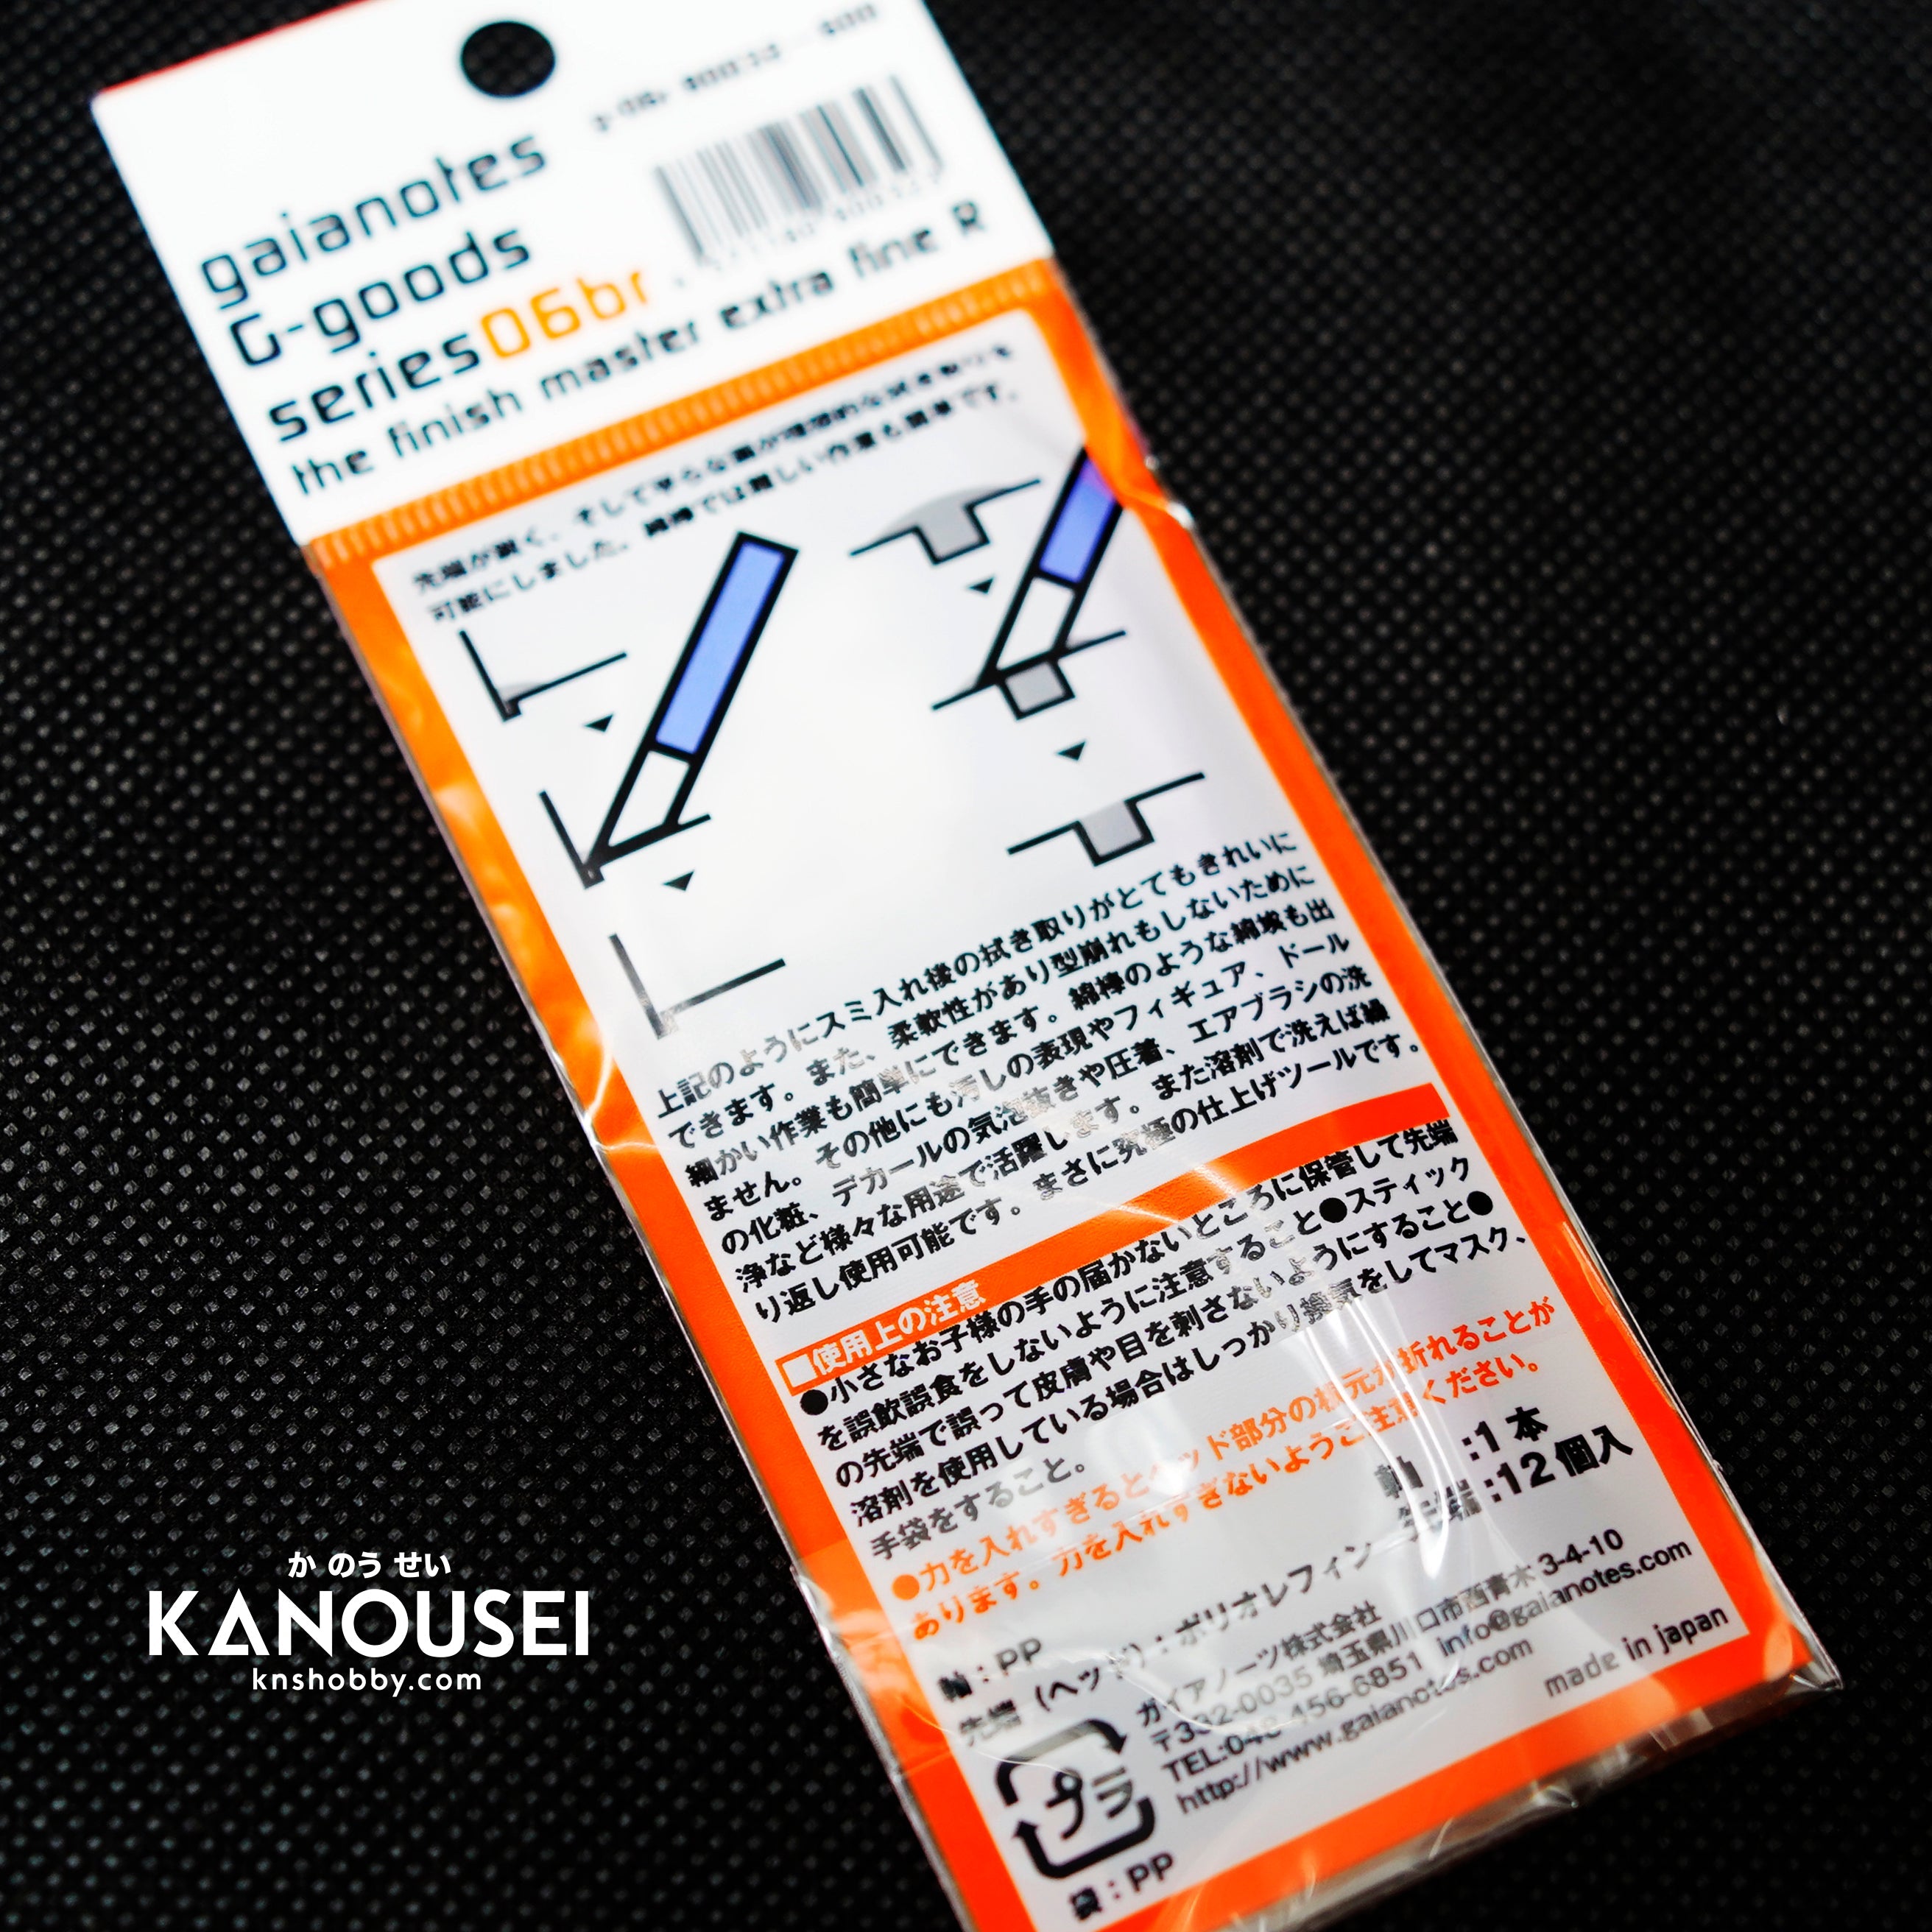 gaianotes
G-goods
series06br
the finish master extra fine R
先端が鋭く、そして平らな面が理想的な拭き取りを
可能にしました。綿棒では難しい作業も簡単です。
上記のようにスミ入れ後の拭き取りがとてもきれいに
できます。また、柔軟性があり型崩れもしないために
細かい作業も簡単にできます。綿棒のような綿埃も出
ません。その他にも汚しの表現やフィギュア、ドール
の化粧、デカールの気泡抜きや圧着、エアブラシの洗
浄など様々な用途で活躍します。また溶剤で洗えば繰
り返し使用可能です。まさに究極の仕上げツールです。
■使用上の注意
●小さなお子様の手の届かないところに保管して先端
を誤飲誤食をしないように注意すること●スティック
の先端で誤って皮膚や目を刺さないようにすること●
溶剤を使用している場合はしっかり換気をしてマスク、
手袋をすること。
●力を入れすぎるとヘッド部分の根元が折れることが
あります。力を入れすぎないようご注意ください。
軸:1本
先端:12個入
軸:PP
先端(ヘッド):ポリオレフィン
ガイアノーツ株式会社
〒332-0035 埼玉県川口市西青木3-4-10
TEL:048-456-6851 info@gaianotes.com
http://www.gaianotes.com
made in japan
プラ
袋:PP
か のう せい
KANOUSEI
knshobby.com